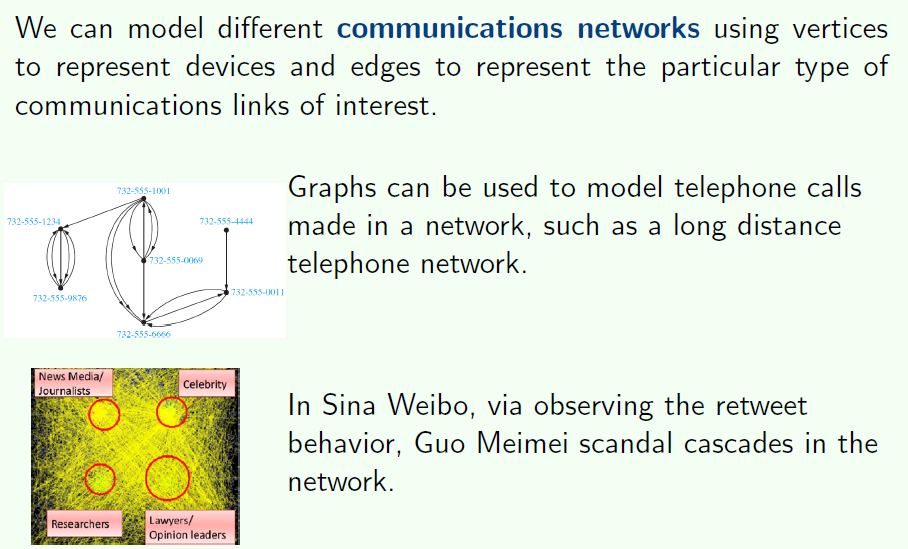 We can model different communications networks using vertices
to represent devices and edges to represent the particular type of
communications links of interest.
732-555-1001
732-555-1234
732-555-4444
732-555-0069
732-555-9876
732-555-0011
732-555-6666
Graphs can be used to model telephone calls
made in a network, such as a long distance
telephone network.
News Media/
Journalists
Celebrity
Researchers
Lawyers/
Opinion leaders
In Sina Weibo, via observing the retweet
behavior, Guo Meimei scandal cascades in the
network.